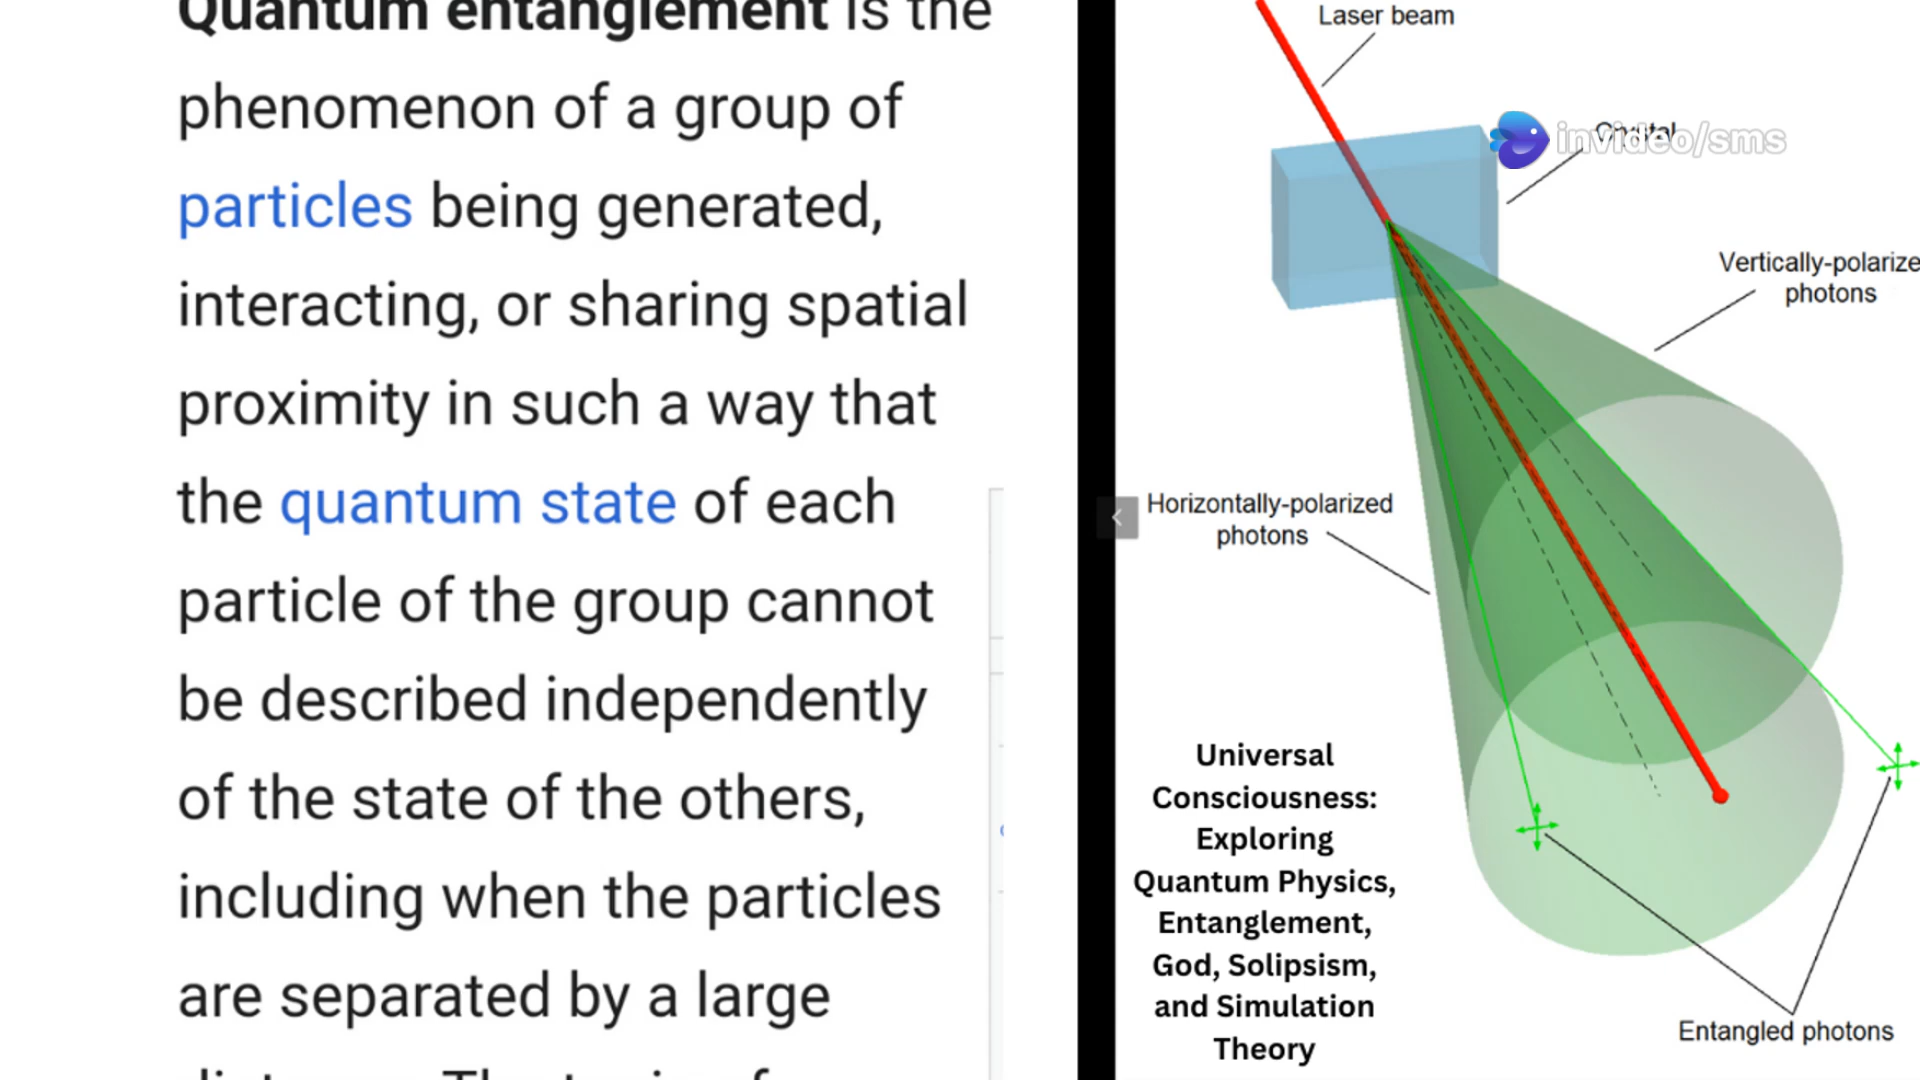 Quantum entanglement is the
phenomenon of a group of
particles being generated,
interacting, or sharing spatial
proximity in such a way that
the quantum state of each
particle of the group cannot
be described independently
of the state of the others,
including when the particles
are separated by a large
Laser beam
Crystal
invideo/sms
Vertically-polarize
photons
Horizontally-polarized
photons
Universal
Consciousness:
Exploring
Quantum Physics,
Entanglement,
God, Solipsism,
and Simulation
Theory
Entangled photons